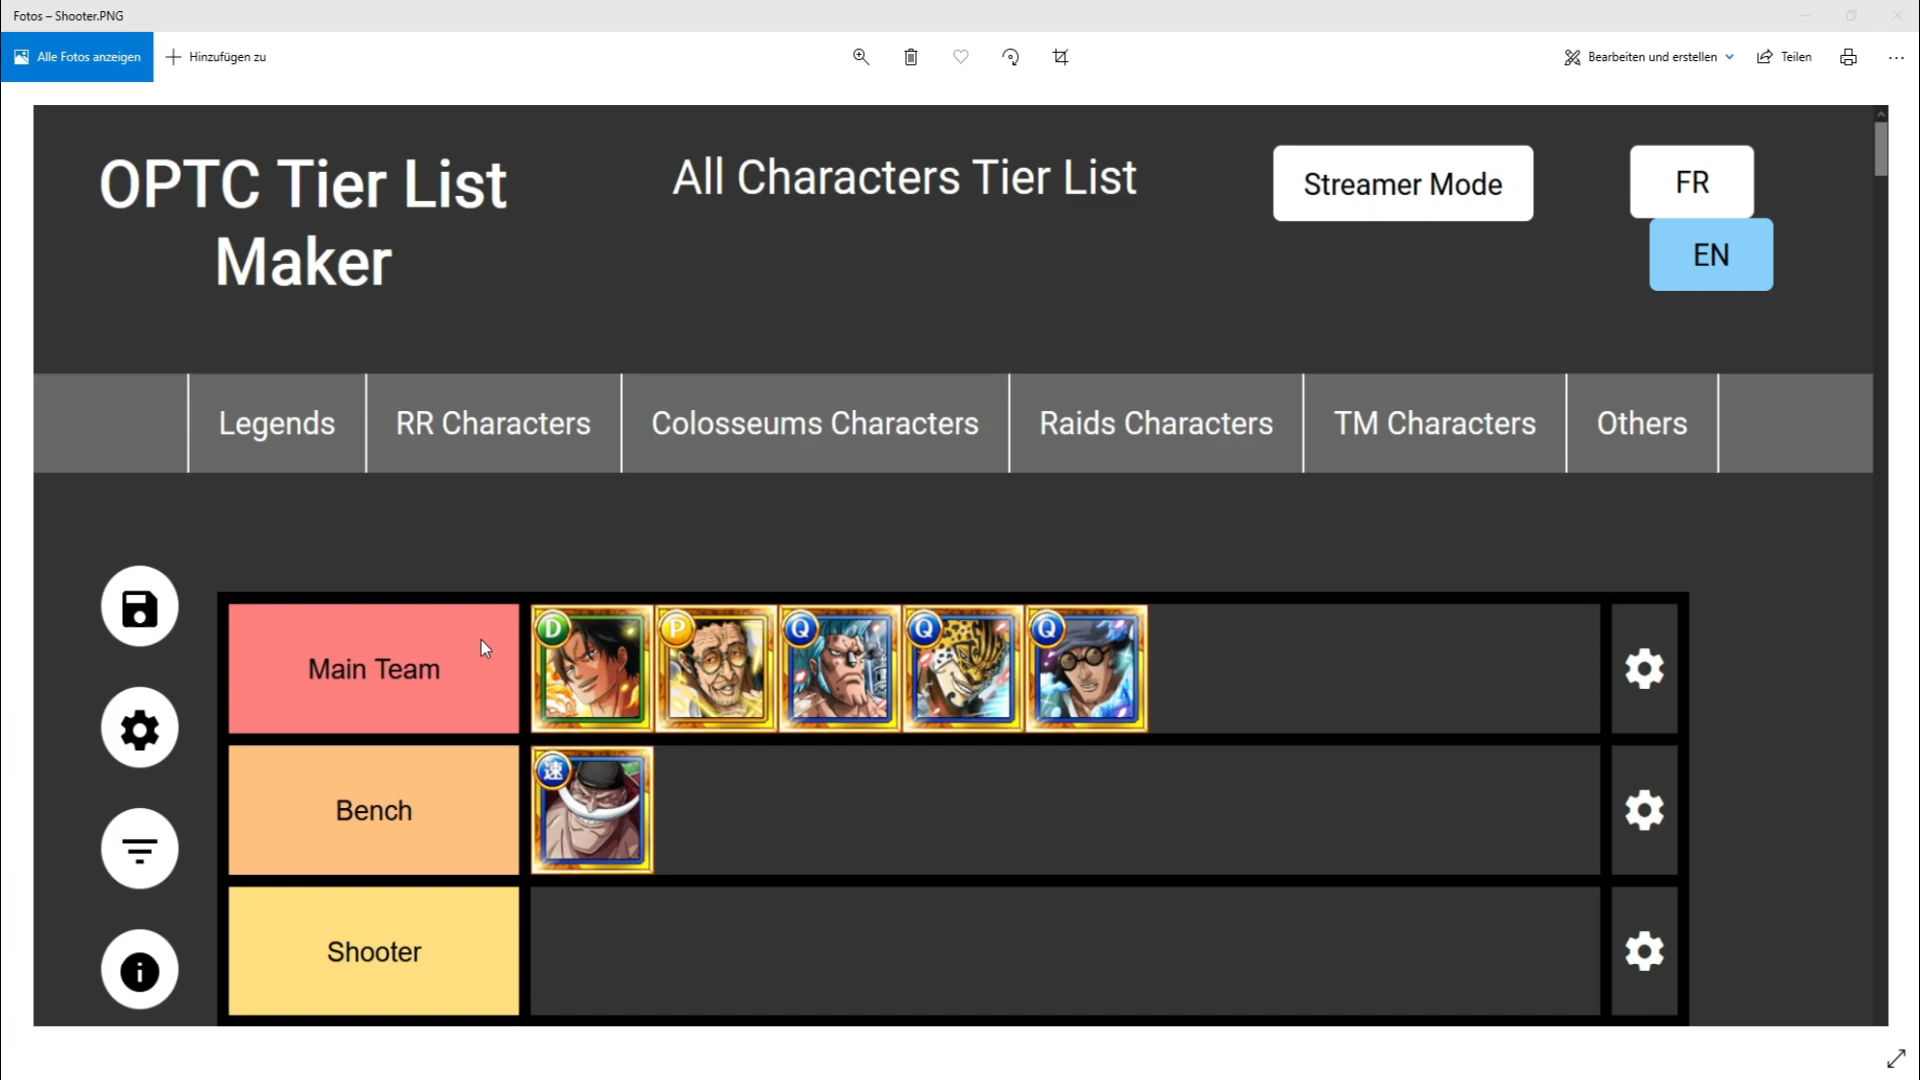 Fotos – Shooter.PNG
Alle Fotos anzeigen
Hinzufügen zu
Bearbeiten und erstellen
Teilen
OPTC Tier List
Maker
All Characters Tier List
Streamer Mode
FR
EN
Legends
RR Characters
Colosseums Characters
Raids Characters
TM Characters
Others
Main Team
D
P
Q
Q
Q
Bench
速
Shooter